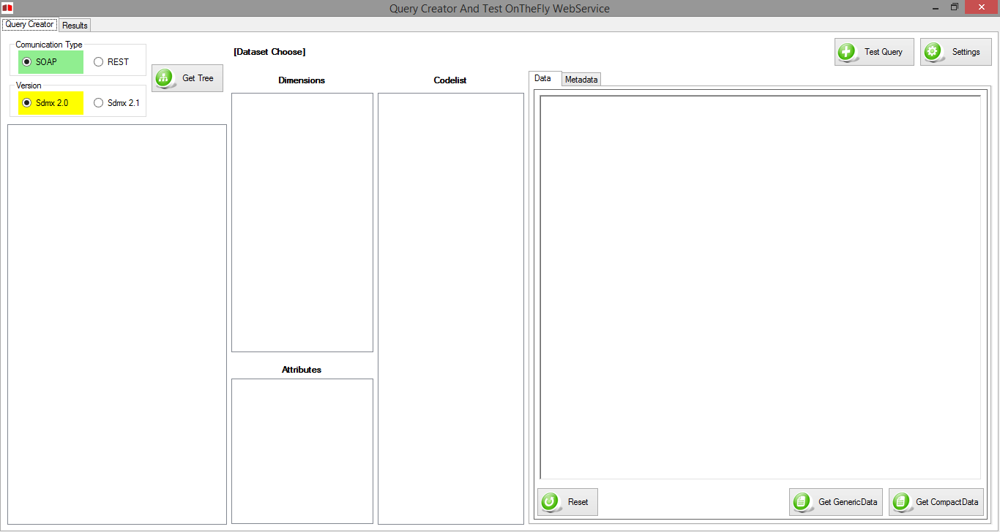 Query Creator And Test OnTheFly WebService
Query Creator
Results
Comunication Type
SOAP
REST
Get Tree
Version
Sdmx 2.0
Sdmx 2.1
[Dataset Choose]
Dimensions
Codelist
Attributes
Test Query
Settings
Data
Metadata
Reset
Get GenericData
Get CompactData